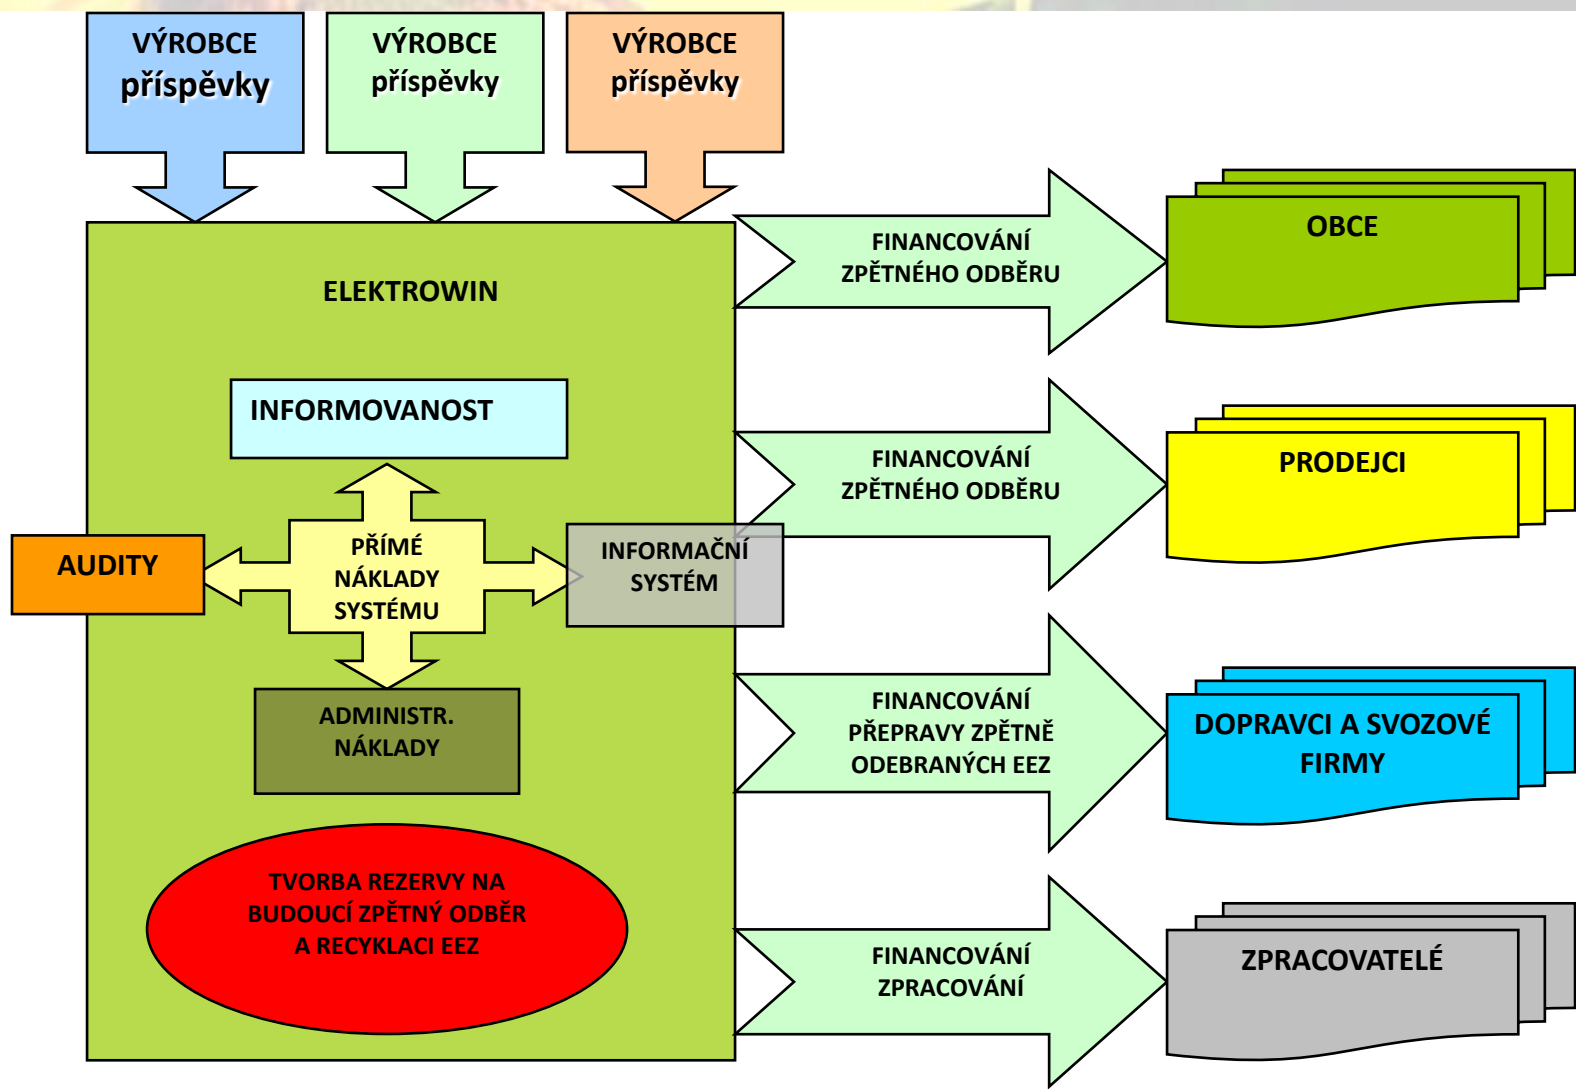 VÝROBCE
příspěvky
VÝROBCE
příspěvky
VÝROBCE
příspěvky
ELEKTROWIN
INFORMOVANOST
AUDITY
PŘÍMÉ
NÁKLADY
SYSTÉMU
INFORMAČNÍ
SYSTÉM
ADMINISTR.
NÁKLADY
TVORBA REZERVY NA
BUDOUCÍ ZPĚTNÝ ODBĚR
A RECYKLACI EEZ
FINANCOVÁNÍ
ZPĚTNÉHO ODBĚRU
OBCE
FINANCOVÁNÍ
ZPĚTNÉHO ODBĚRU
PRODEJCI
FINANCOVÁNÍ
PŘEPRAVY ZPĚTNĚ
ODEBRANÝCH EEZ
DOPRAVCI A SVOZOVÉ
FIRMY
FINANCOVÁNÍ
ZPRACOVÁNÍ
ZPRACOVATELÉ